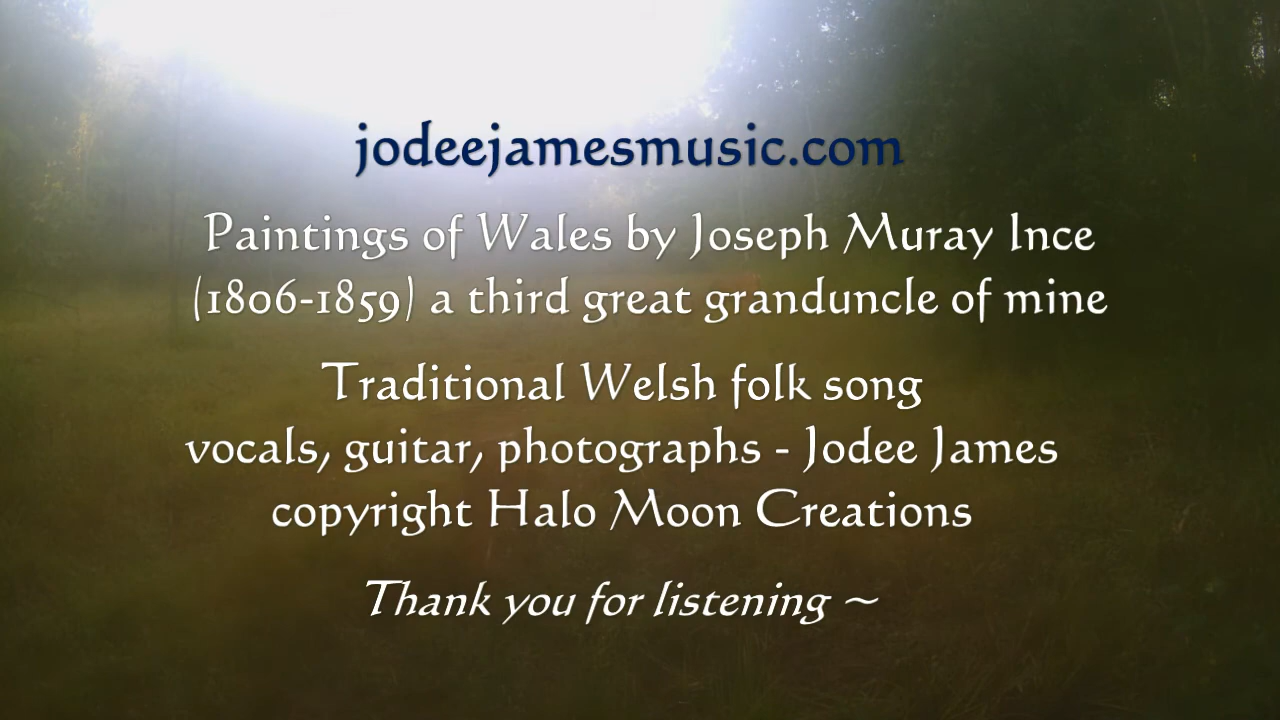 jodeejamesmusic.com
Paintings of Wales by Joseph Muray Ince
(1806-1859) a third great granduncle of mine
Traditional Welsh folk song
vocals, guitar, photographs - Jodee James
copyright Halo Moon Creations
Thank you for listening ~